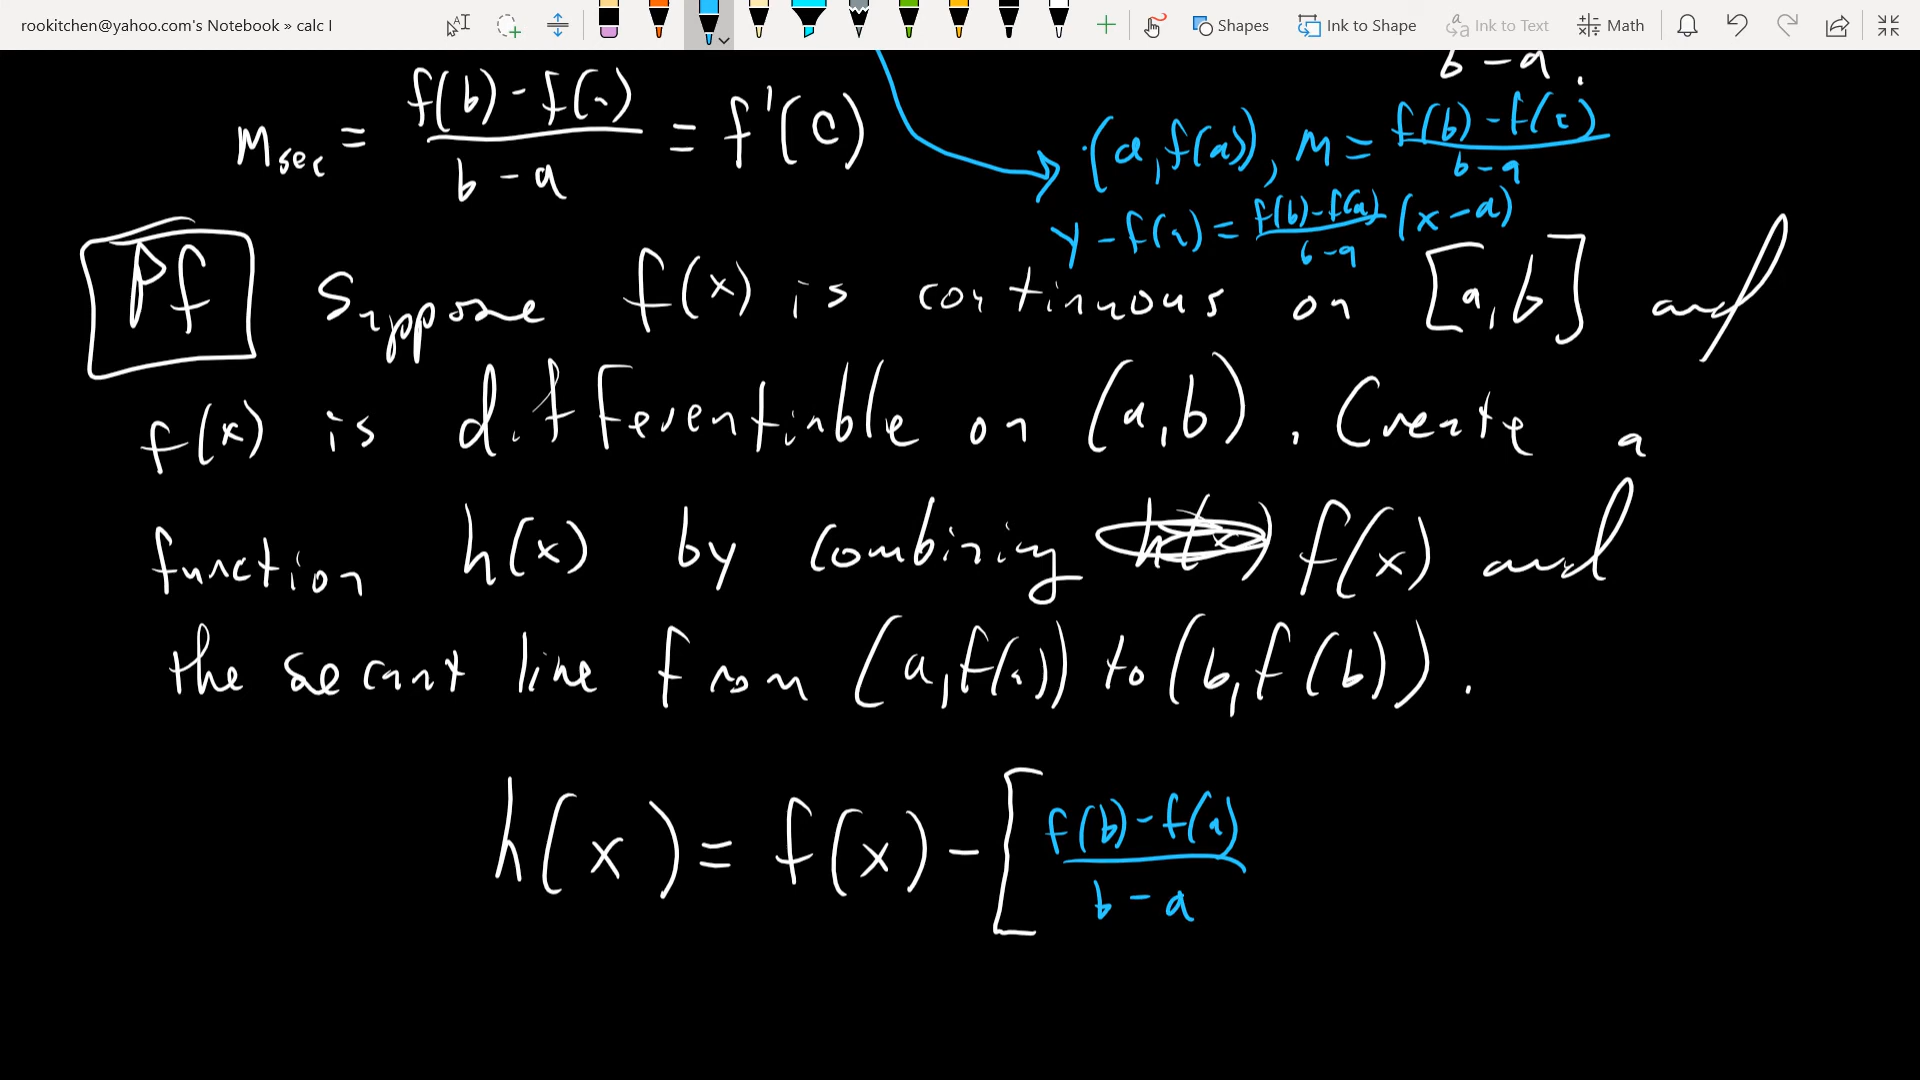 rookitchen@yahoo.com's Notebook » calc I
Shapes Ink to Shape Ink to Text Math
b - a .
m sec = f(b) - f(a) / b - a = f'(c)
(a, f(a)), m = f(b) - f(c) / b - a
y - f(a) = f(b) - f(a) / b - a (x - a)
Pf Suppose f(x) is continuous on [a, b] and
f(x) is differentiable on (a, b). Create a
function h(x) by combining f(x) and
the secant line from (a, f(a)) to (b, f(b)).
h(x) = f(x) - [ f(b) - f(a) / b - a